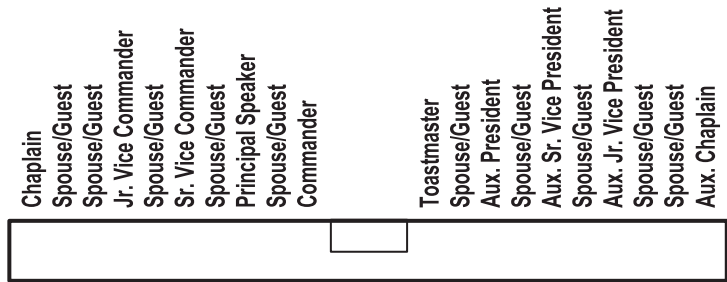 Chaplain
Spouse/Guest
Spouse/Guest
Jr. Vice Commander
Spouse/Guest
Sr. Vice Commander
Spouse/Guest
Principal Speaker
Spouse/Guest
Commander
Toastmaster
Spouse/Guest
Aux. President
Spouse/Guest
Aux. Sr. Vice President
Spouse/Guest
Aux. Jr. Vice President
Spouse/Guest
Spouse/Guest
Aux. Chaplain